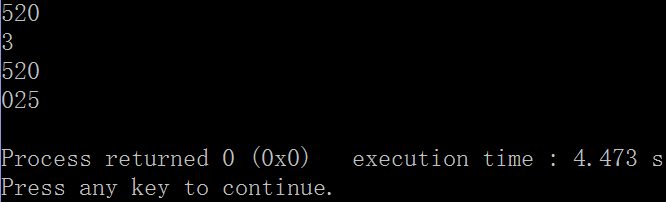 520
3
520
025
Process returned 0 (0x0)   execution time : 4.473 s
Press any key to continue.